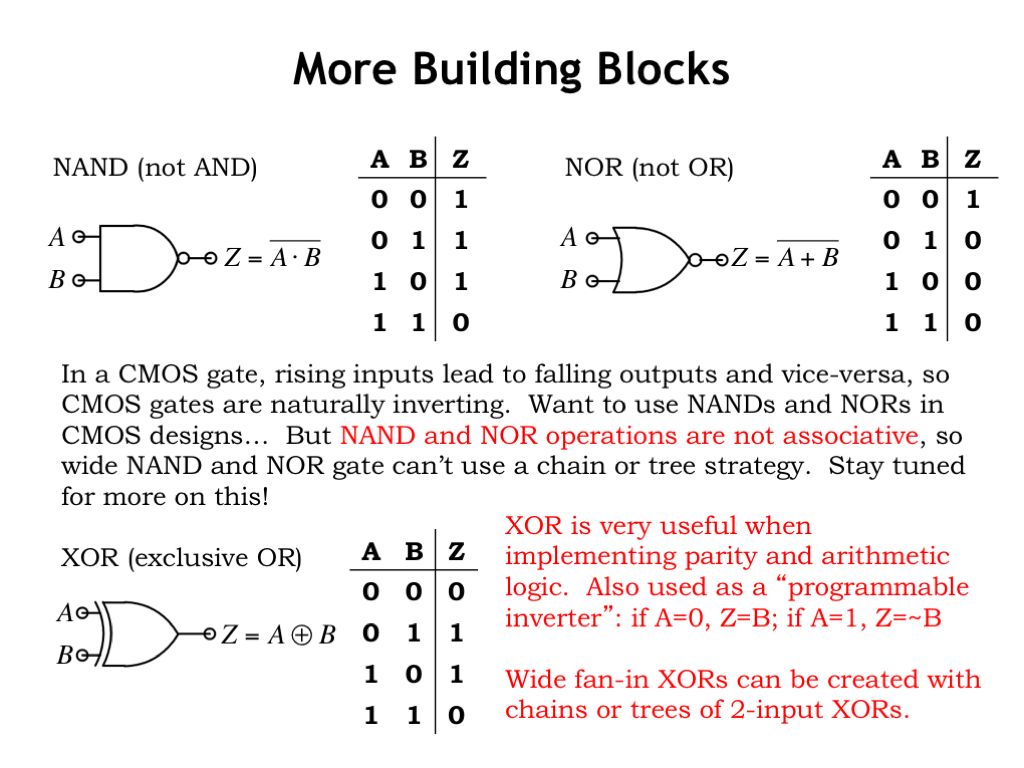 More Building Blocks
NAND (not AND)
A
B
Z = \overline{A · B}
A B Z
0 0 1
0 1 1
1 0 1
1 1 0
NOR (not OR)
A
B
Z = \overline{A + B}
A B Z
0 0 1
0 1 0
1 0 0
1 1 0
In a CMOS gate, rising inputs lead to falling outputs and vice-versa, so
CMOS gates are naturally inverting.  Want to use NANDs and NORs in
CMOS designs…  But NAND and NOR operations are not associative, so
wide NAND and NOR gate can’t use a chain or tree strategy.  Stay tuned
for more on this!
XOR (exclusive OR)
A
B
Z = A ⊕ B
A B Z
0 0 0
0 1 1
1 0 1
1 1 0
XOR is very useful when
implementing parity and arithmetic
logic.  Also used as a “programmable
inverter”: if A=0, Z=B; if A=1, Z=~B
Wide fan-in XORs can be created with
chains or trees of 2-input XORs.